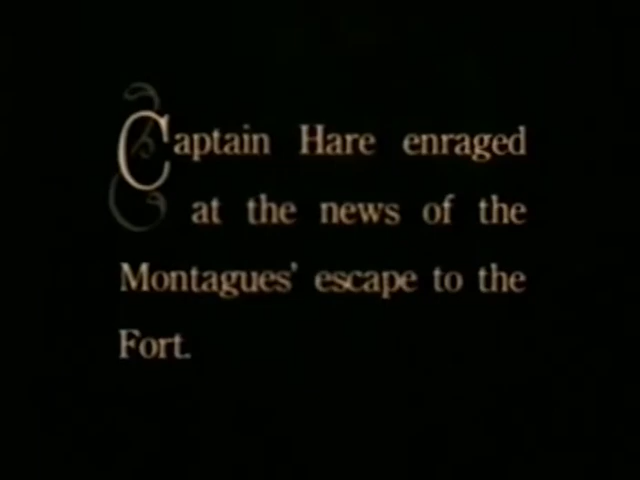 Captain Hare enraged
at the news of the
Montagues' escape to the
Fort.